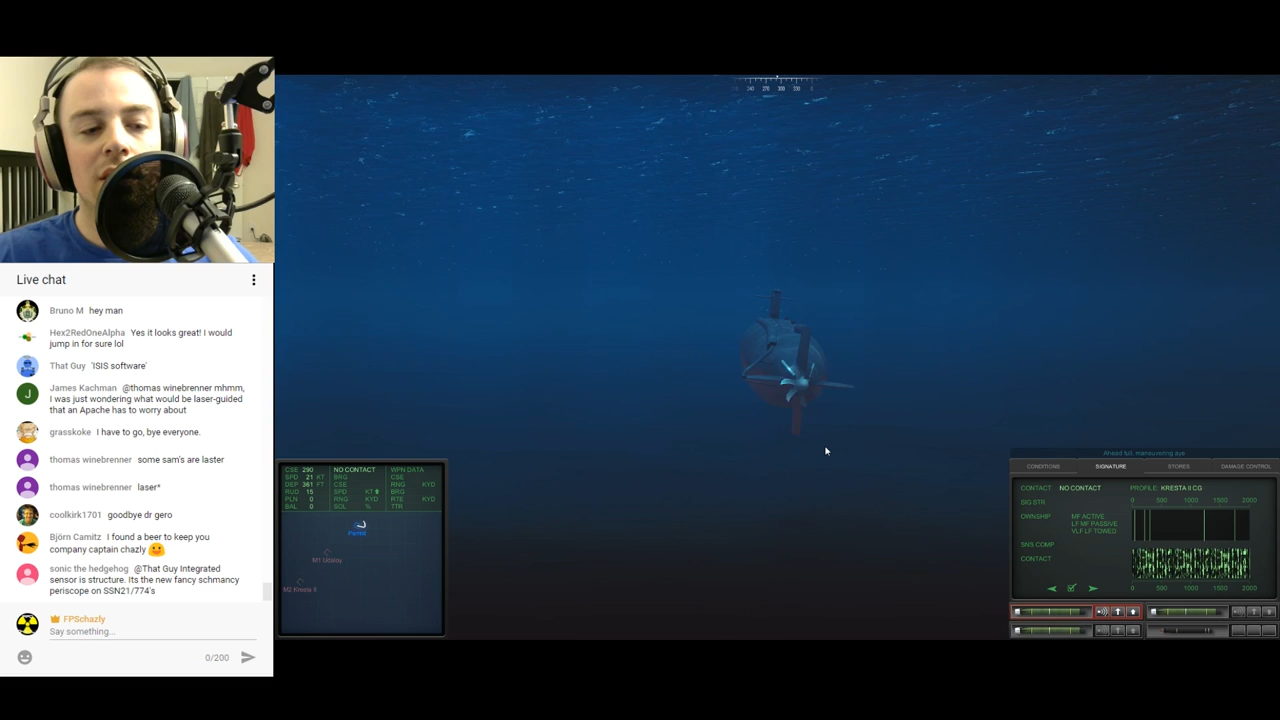 Live chat
Bruno M hey man
Hex2RedOneAlpha Yes it looks great! I would
jump in for sure lol
That Guy 'ISIS software'
J
James Kachman @thomas winebrenner mhmm,
I was just wondering what would be laser-guided
that an Apache has to worry about
grasskoke I have to go, bye everyone.
thomas winebrenner some sam's are laster
thomas winebrenner laser*
coolkirk1701 goodbye dr gero
Björn Camitz I found a beer to keep you
company captain chazly
sonic the hedgehog @That Guy Integrated
sensor is structure. Its the new fancy schmancy
periscope on SSN21/774's
FPSchazly
Say something...
0/200
240 270 300 330 0
CSE 290 NO CONTACT WPN DATA
SPD 21 KT BRG CSE
DEP 361 FT CSE RNG KYD
RUD 15 SPD KT BRG
PLN 0 RNG KYD RTE KYD
BAL 0 SOL % TTR
Permit
M1 Udaloy
M2 Kresta II
Ahead full, maneuvering aye
CONDITIONS SIGNATURE STORES DAMAGE CONTROL
CONTACT NO CONTACT PROFILE: KRESTA II CG
SIG STR 0 500 1000 1500 2000
OWNSHIP MF ACTIVE
LF MF PASSIVE
VLF LF TOWED
SNS COMP
CONTACT
0 500 1000 1500 2000